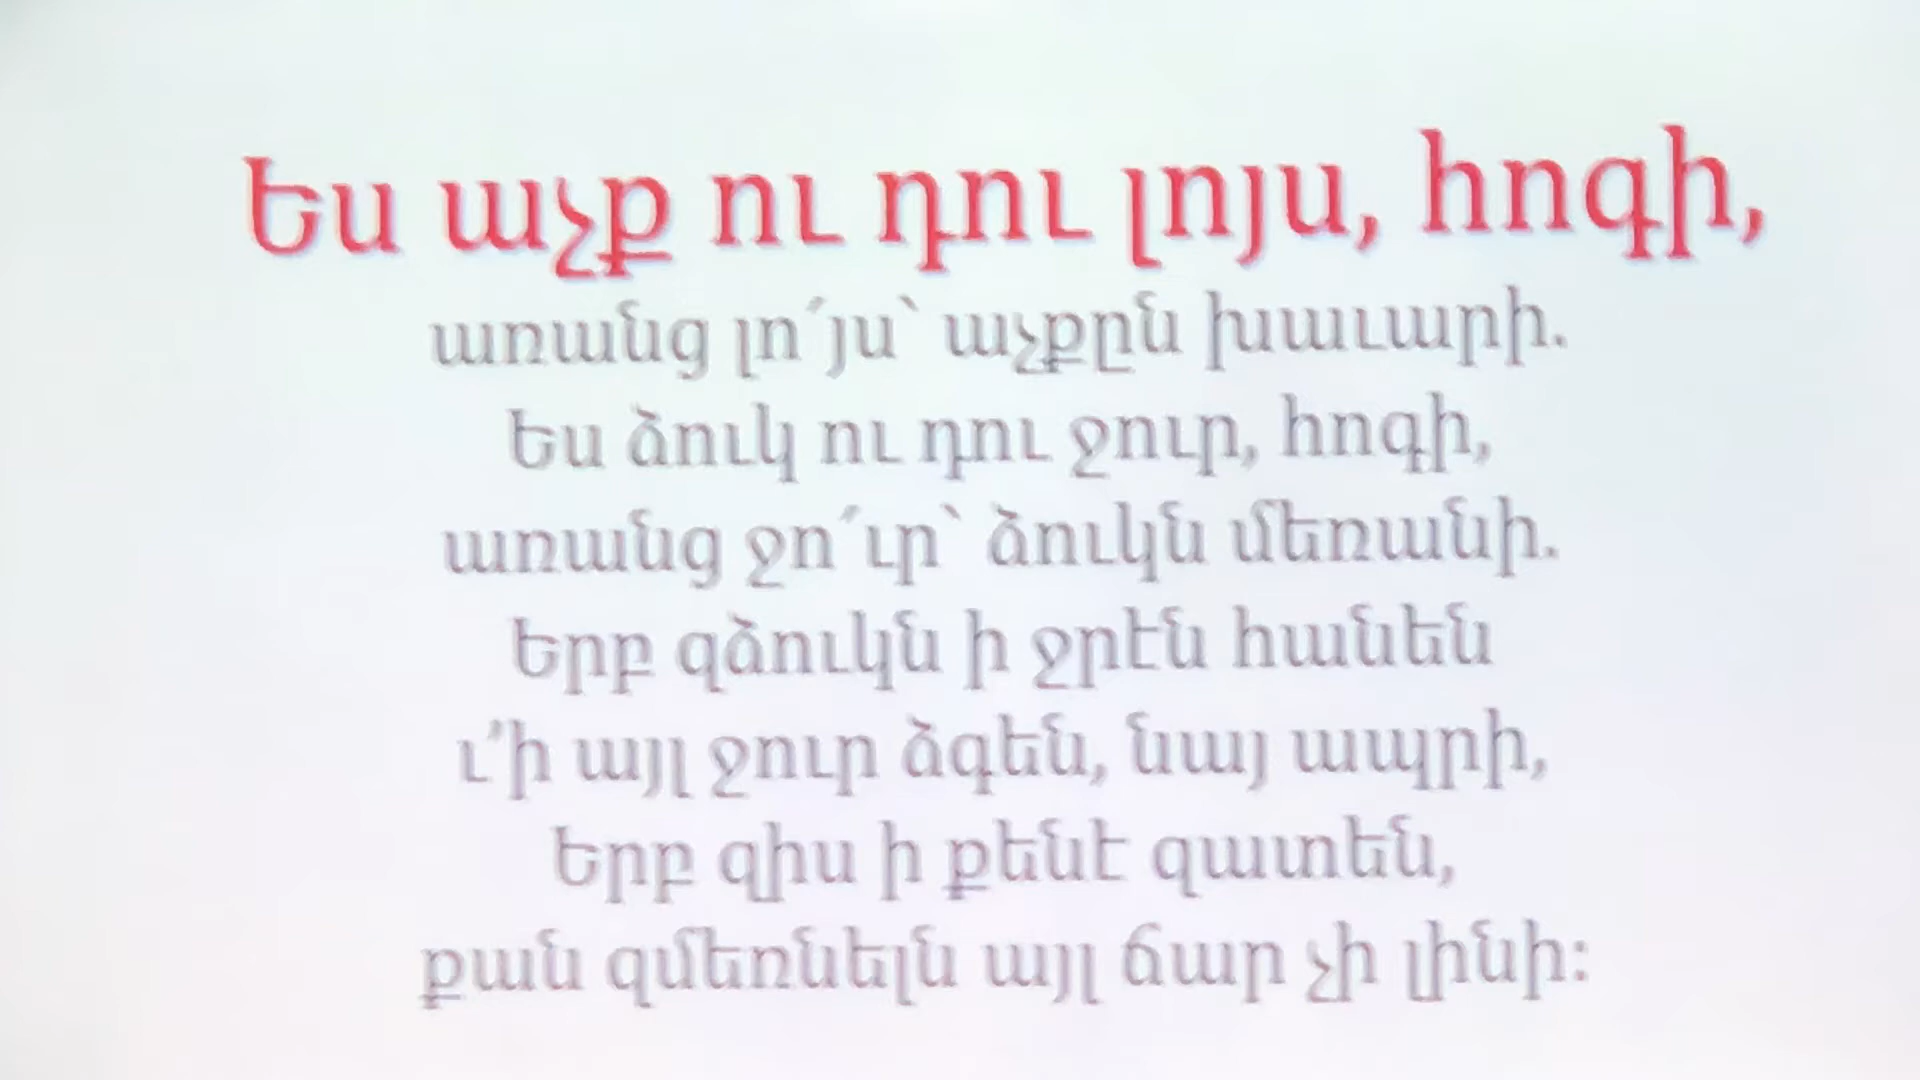 Ես աչք ու դու լոյս, հոգի,
առանց լո՛յս՝ աչքըն խաւարի.
Ես ձուկ ու դու ջուր, հոգի,
առանց ջո՛ւր՝ ձուկն մեռանի.
Երբ զձուկն ի ջրէն հանեն
ւ՚ի այլ ջուր ձգեն, նայ ապրի,
Երբ զիս ի քենէ զատեն,
քան զմեռնելն այլ ճար չի լինի: